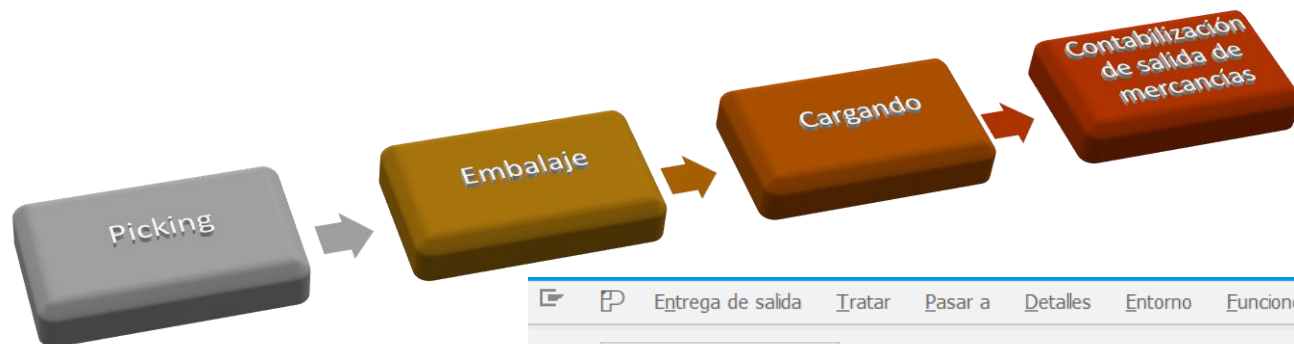 Picking
Embalaje
Cargando
Contabilización
de salida de
mercancías
Entrega de salida Tratar Pasar a Detalles Entorno